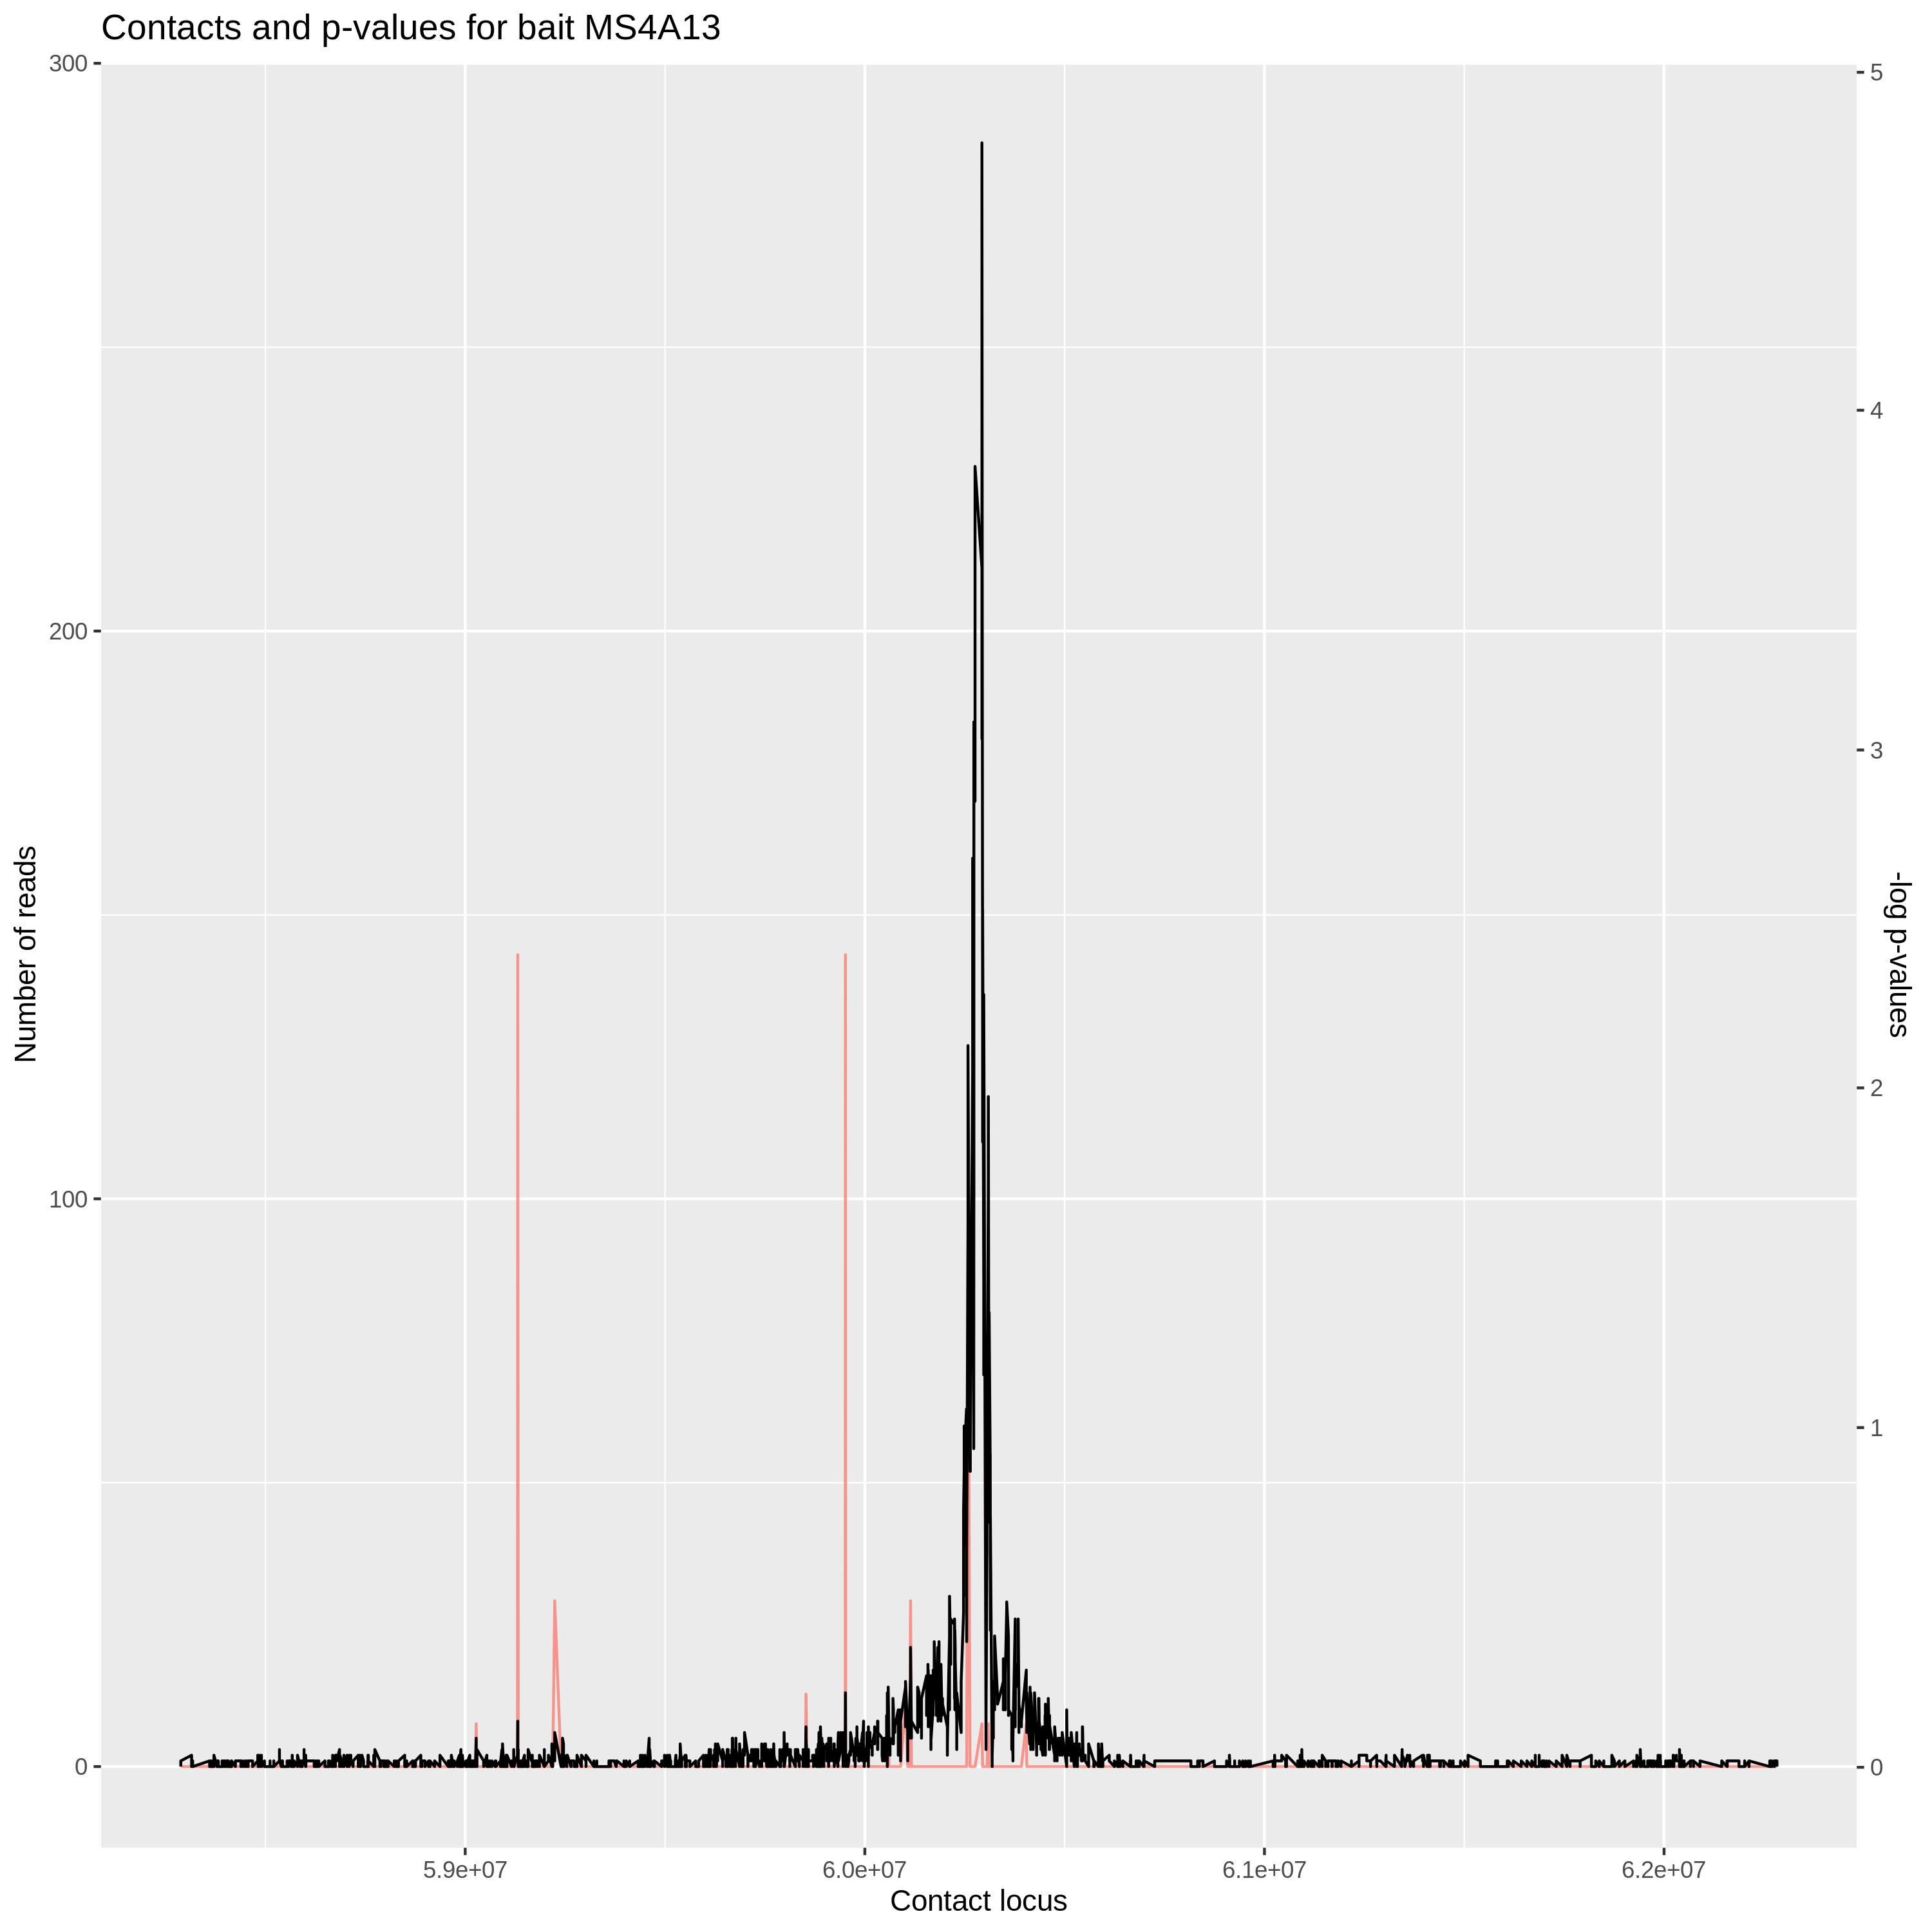 Contacts and p-values for bait MS4A13
300
200
100
0
Number of reads
5
4
3
2
1
0
-log p-values
5.9e+07
6.0e+07
6.1e+07
6.2e+07
Contact locus